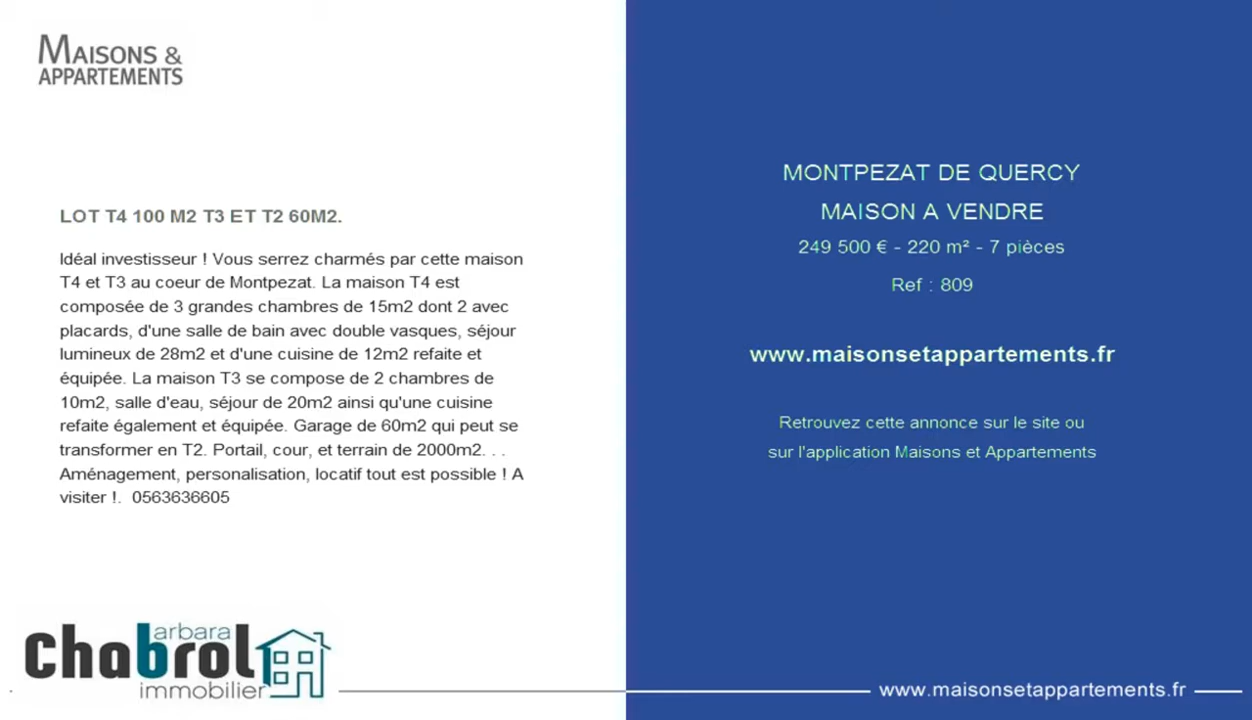 MAISONS &
APPARTEMENTS
LOT T4 100 M2 T3 ET T2 60M2.
Idéal investisseur ! Vous serrez charmés par cette maison
T4 et T3 au coeur de Montpezat. La maison T4 est
composée de 3 grandes chambres de 15m2 dont 2 avec
placards, d'une salle de bain avec double vasques, séjour
lumineux de 28m2 et d'une cuisine de 12m2 refaite et
équipée. La maison T3 se compose de 2 chambres de
10m2, salle d'eau, séjour de 20m2 ainsi qu'une cuisine
refaite également et équipée. Garage de 60m2 qui peut se
transformer en T2. Portail, cour, et terrain de 2000m2. . .
Aménagement, personalisation, locatif tout est possible ! A
visiter !.  0563636605
Barbara
Chabrol
immobilier
MONTPEZAT DE QUERCY
MAISON A VENDRE
249 500 € - 220 m² - 7 pièces
Ref : 809
www.maisonsetappartements.fr
Retrouvez cette annonce sur le site ou
sur l'application Maisons et Appartements
www.maisonsetappartements.fr